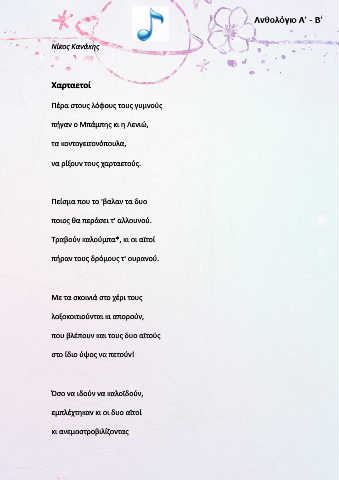 Ανθολόγιο Α' - Β'
Νίκος Κανάκης
Χαρταετοί
Πέρα στους λόφους τους γυμνούς
πήγαν ο Μπάμπης κι η Λενιώ,
τα κοντογειτονόπουλα,
να ρίξουν τους χαρταετούς.
Πείσμα που το 'βαλαν τα δυο
ποιος θα περάσει τ' αλλουνού.
Τραβούν καλούμπα*, κι οι αϊτοί
πήραν τους δρόμους τ' ουρανού.
Με τα σκοινιά στο χέρι τους
λοξοκοιτιούνται κι απορούν,
που βλέπουν και τους δυο αϊτούς
στο ίδιο ύψος να πετούν!
Όσο να ιδούν να καλοϊδούν,
εμπλέχτηκαν κι οι δυο αϊτοί
κι ανεμοστροβιλίζοντας